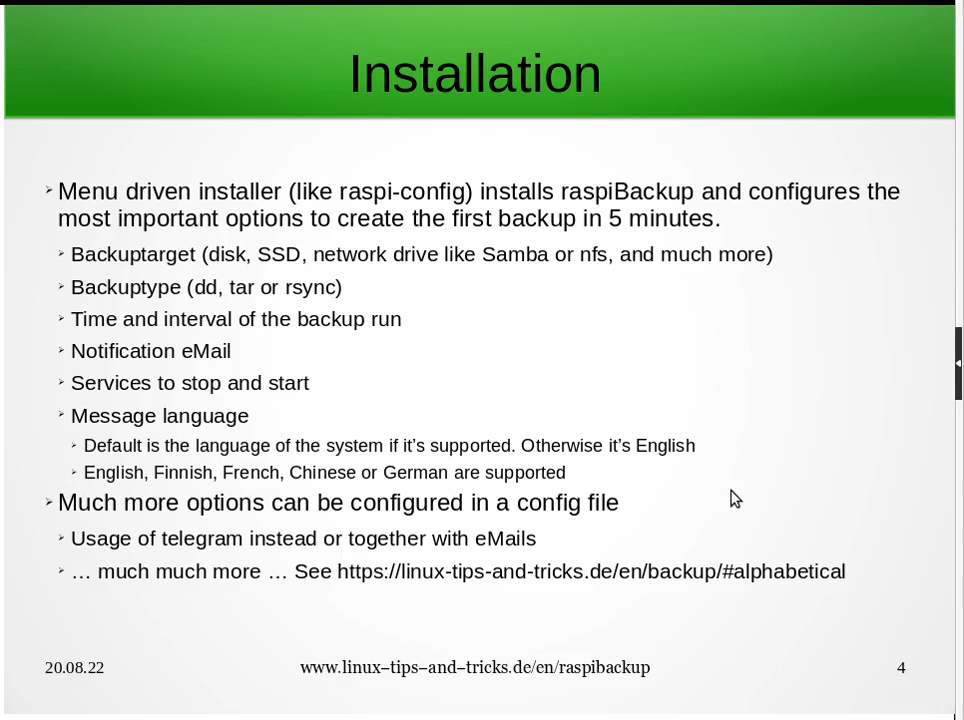 Installation
Menu driven installer (like raspi-config) installs raspiBackup and configures the
most important options to create the first backup in 5 minutes.
Backuptarget (disk, SSD, network drive like Samba or nfs, and much more)
Backuptype (dd, tar or rsync)
Time and interval of the backup run
Notification eMail
Services to stop and start
Message language
Default is the language of the system if it’s supported. Otherwise it’s English
English, Finnish, French, Chinese or German are supported
Much more options can be configured in a config file
Usage of telegram instead or together with eMails
… much much more … See https://linux-tips-and-tricks.de/en/backup/#alphabetical
20.08.22 www.linux–tips–and–tricks.de/en/raspibackup 4